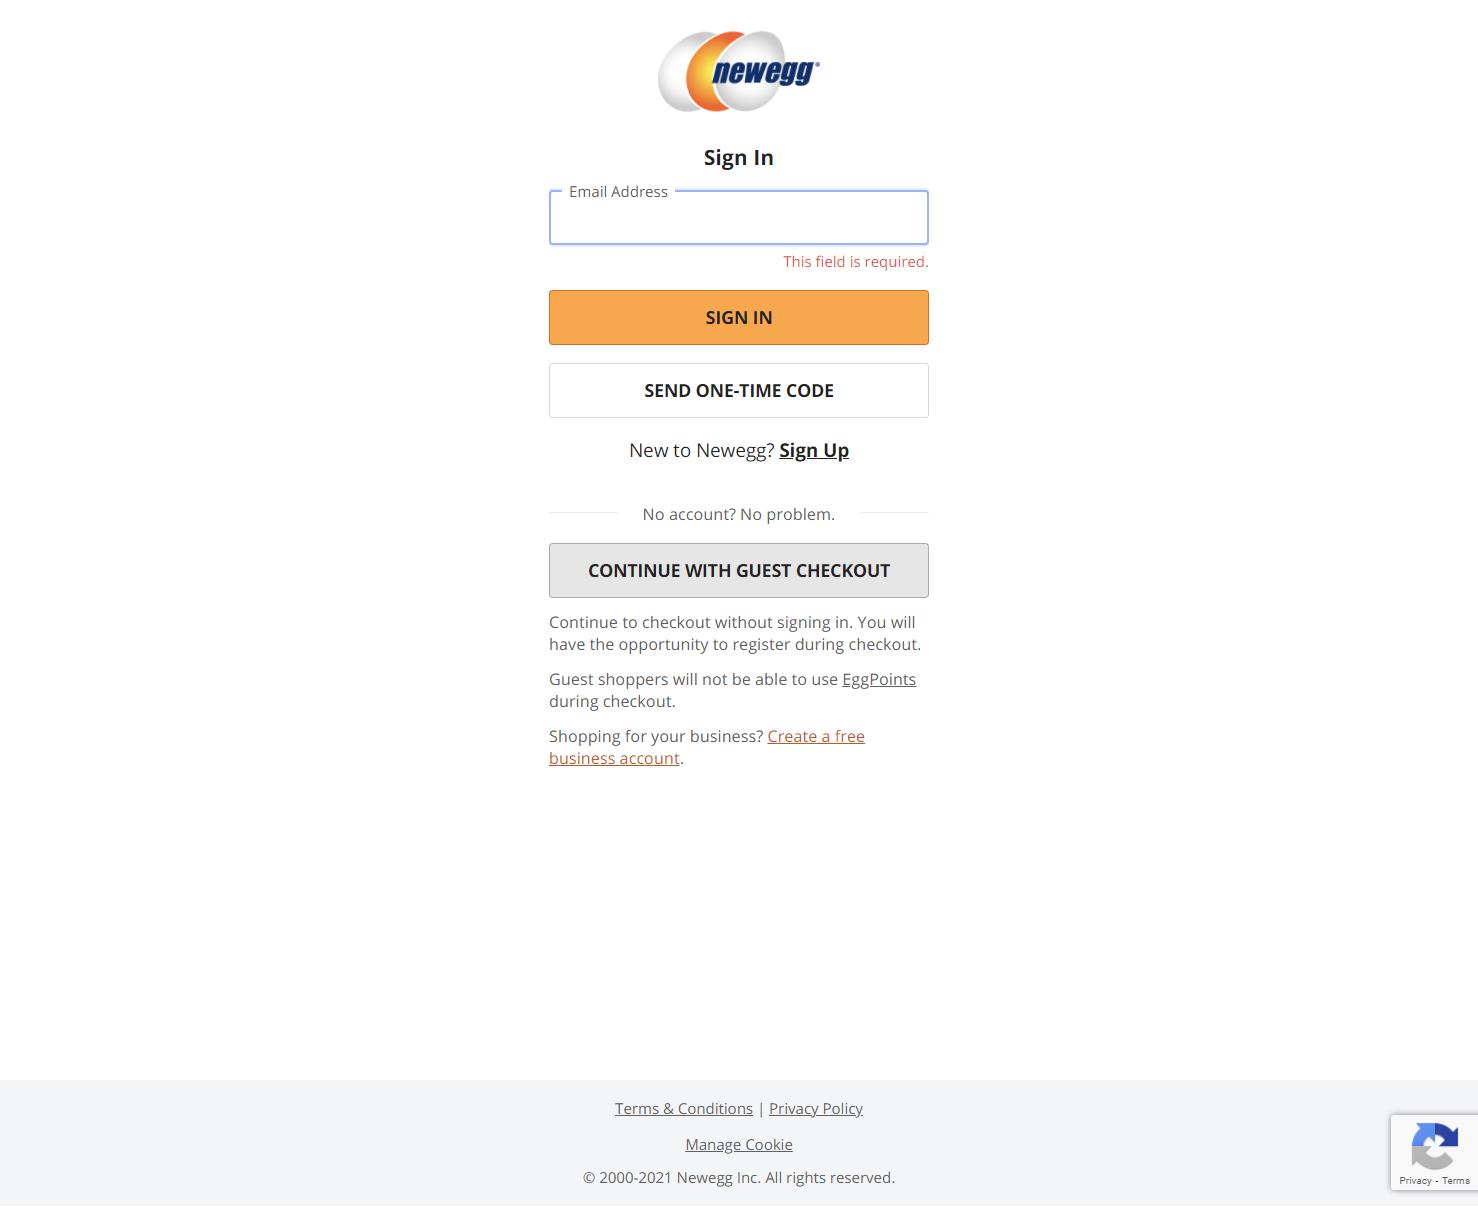 newegg
Sign In
Email Address
This field is required.
SIGN IN
SEND ONE-TIME CODE
New to Newegg? Sign Up
No account? No problem.
CONTINUE WITH GUEST CHECKOUT
Continue to checkout without signing in. You will
have the opportunity to register during checkout.
Guest shoppers will not be able to use EggPoints
during checkout.
Shopping for your business? Create a free
business account.
Terms & Conditions | Privacy Policy
Manage Cookie
© 2000-2021 Newegg Inc. All rights reserved.
Privacy - Terms